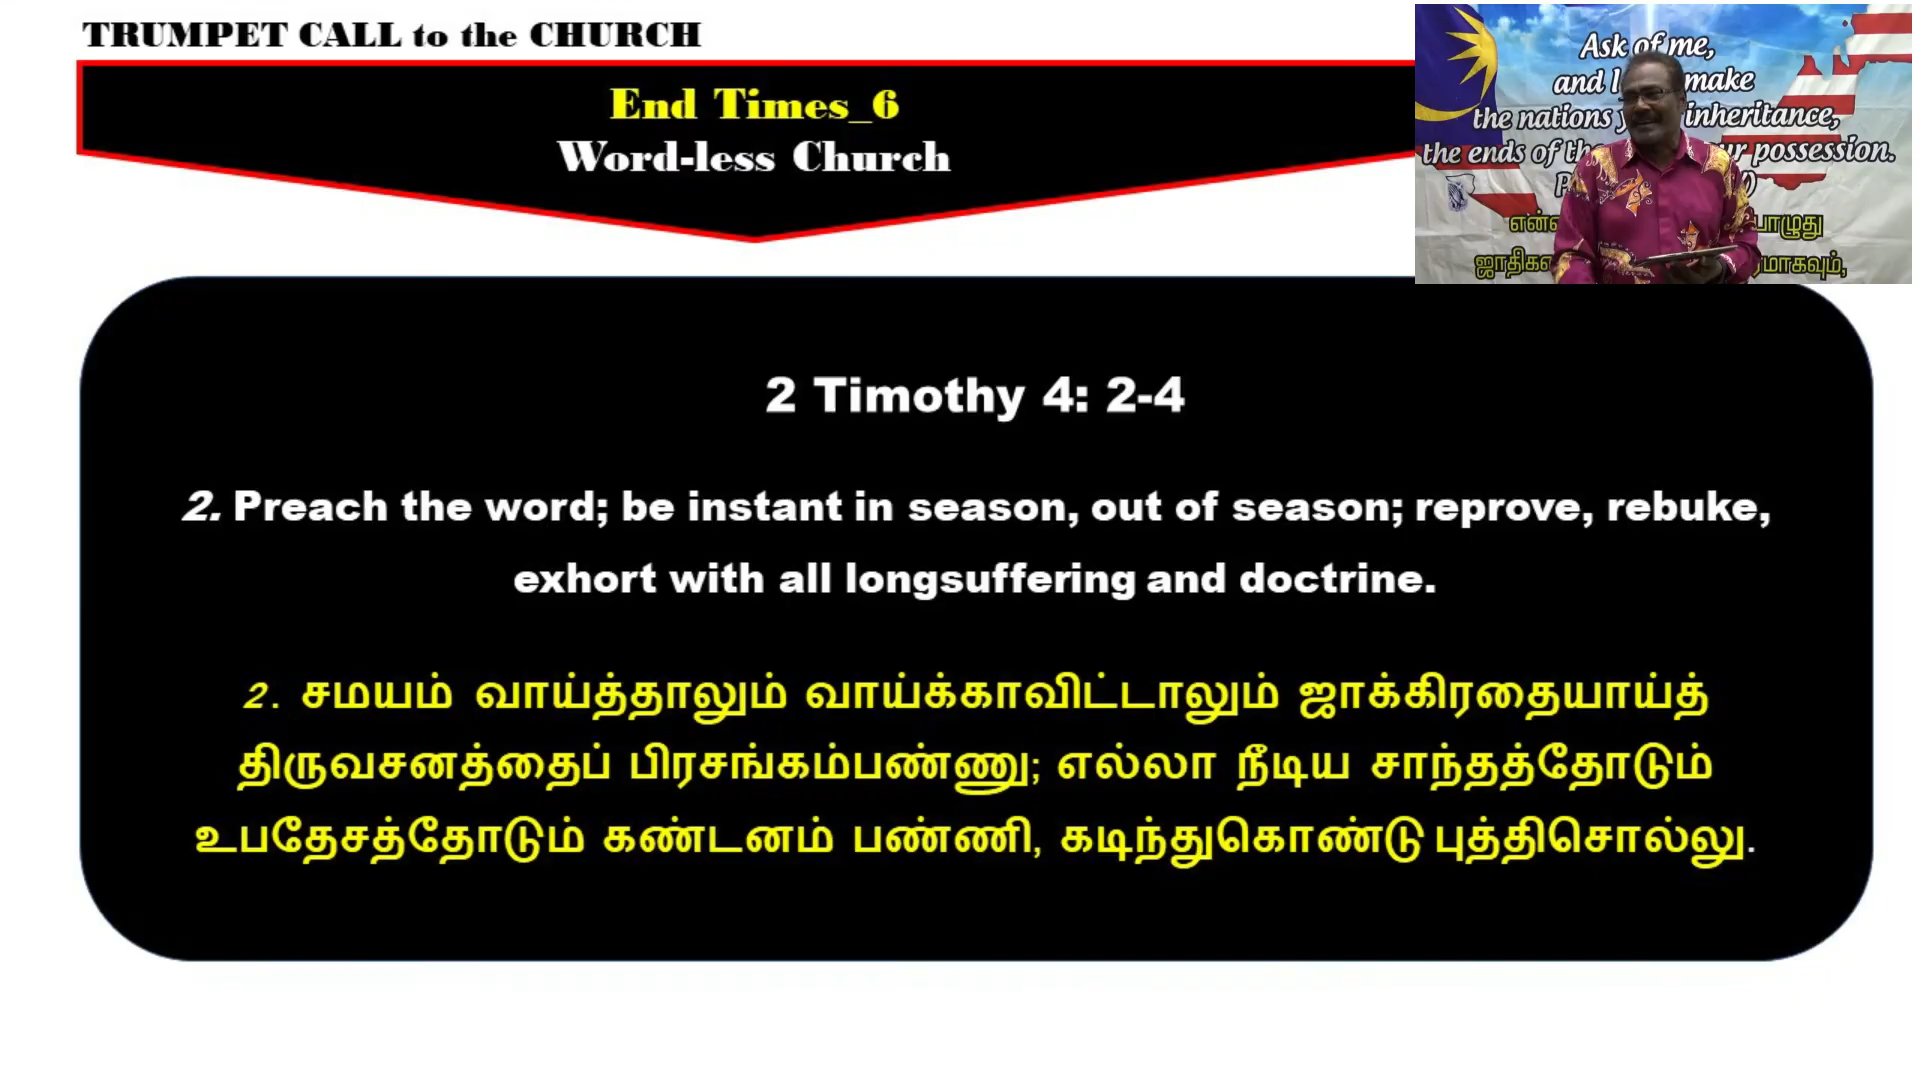 TRUMPET CALL to the CHURCH
End Times_6
Word-less Church
Ask of me,
and I make
the nations inheritance,
the ends of possession.
ஜாதிக
மாகவும்,
2 Timothy 4: 2-4
2. Preach the word; be instant in season, out of season; reprove, rebuke,
exhort with all longsuffering and doctrine.
2. சமயம் வாய்த்தாலும் வாய்க்காவிட்டாலும் ஜாக்கிரதையாய்த்
திருவசனத்தைப் பிரசங்கம்பண்ணு; எல்லா நீடிய சாந்தத்தோடும்
உபதேசத்தோடும் கண்டனம் பண்ணி, கடிந்துகொண்டு புத்திசொல்லு.